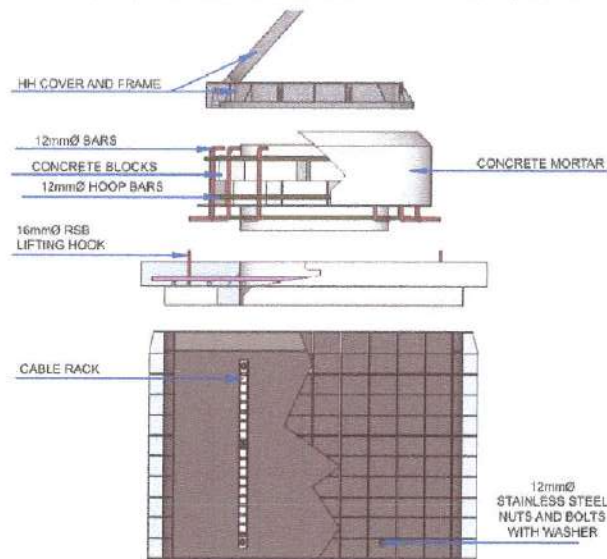 HH COVER AND FRAME
12mmØ BARS
CONCRETE BLOCKS
CONCRETE MORTAR
12mmØ HOOP BARS
16mmØ RSB
LIFTING HOOK
CABLE RACK
12mmØ
STAINLESS STEEL
NUTS AND BOLTS
WITH WASHER